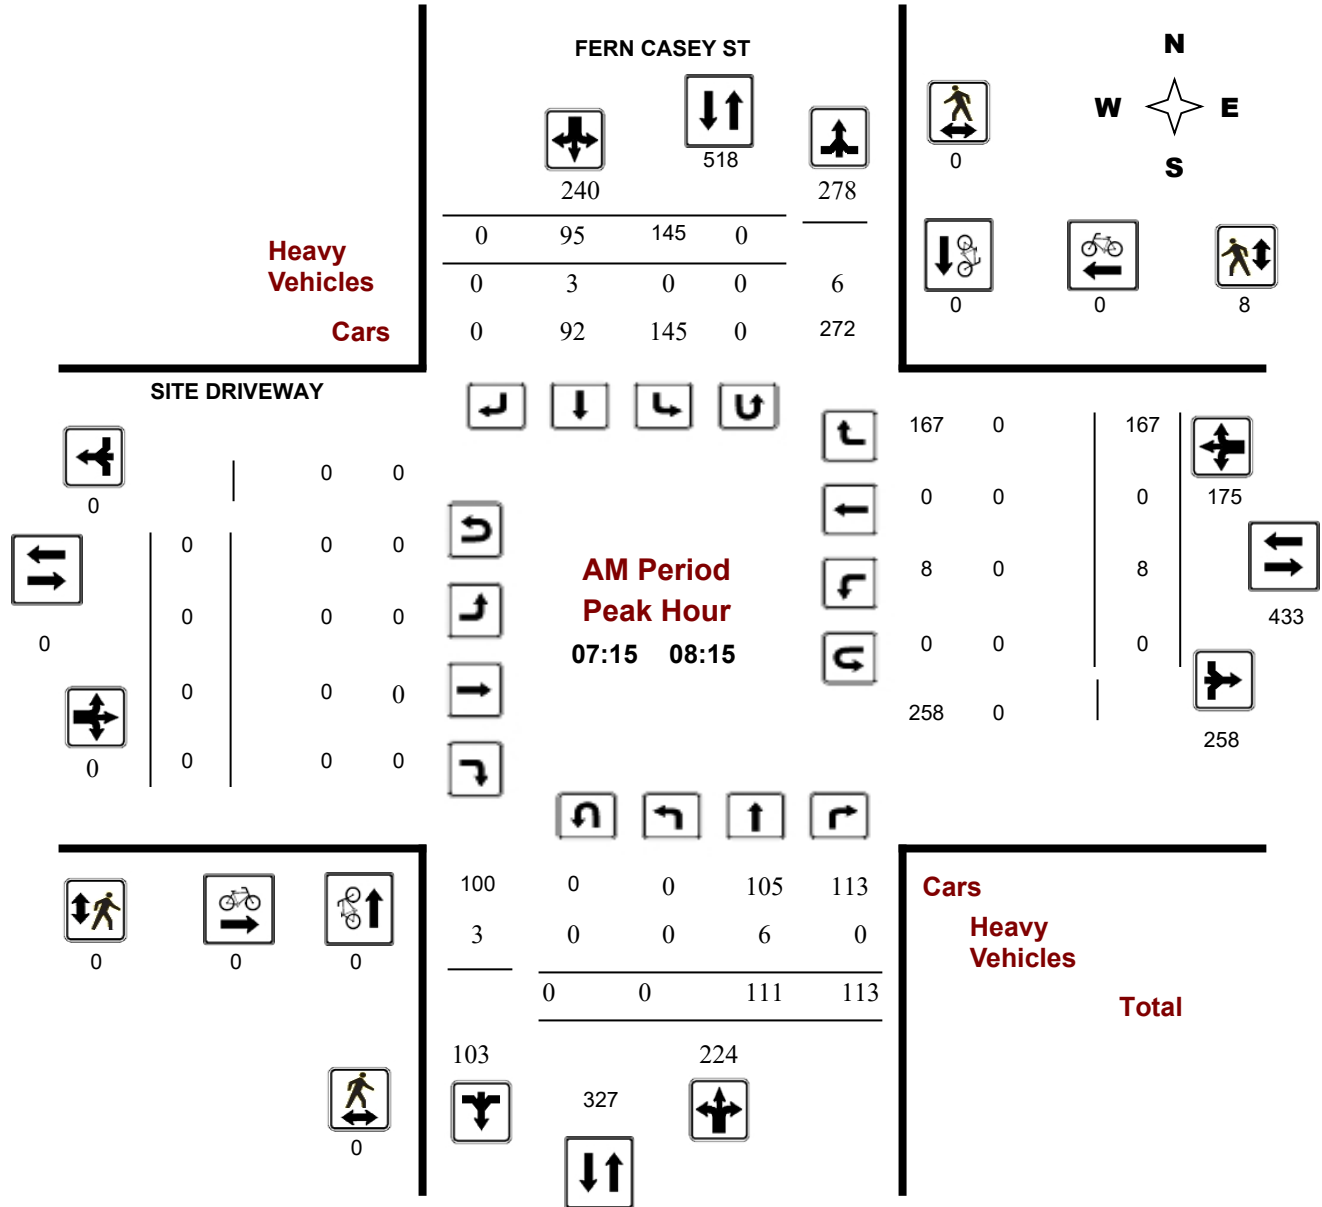 FERN CASEY ST
N
W E
S
518
0
240 278
0 95 145 0
Heavy
Vehicles 0 3 0 0 6
0 0 8
Cars 0 92 145 0 272
SITE DRIVEWAY
167 0 167
0 0
0
0 0 0 175
0 0 0
AM Period
8 0 8
Peak Hour
433
0 0 0
0
07:15 08:15
0 0 0
0 0 0
258 0
258
0 0 0 0
100 0 0 105 113 Cars
3 0 0 6 0 Heavy
Vehicles
0 0 0
0 0 111 113 Total
103 224
327
0